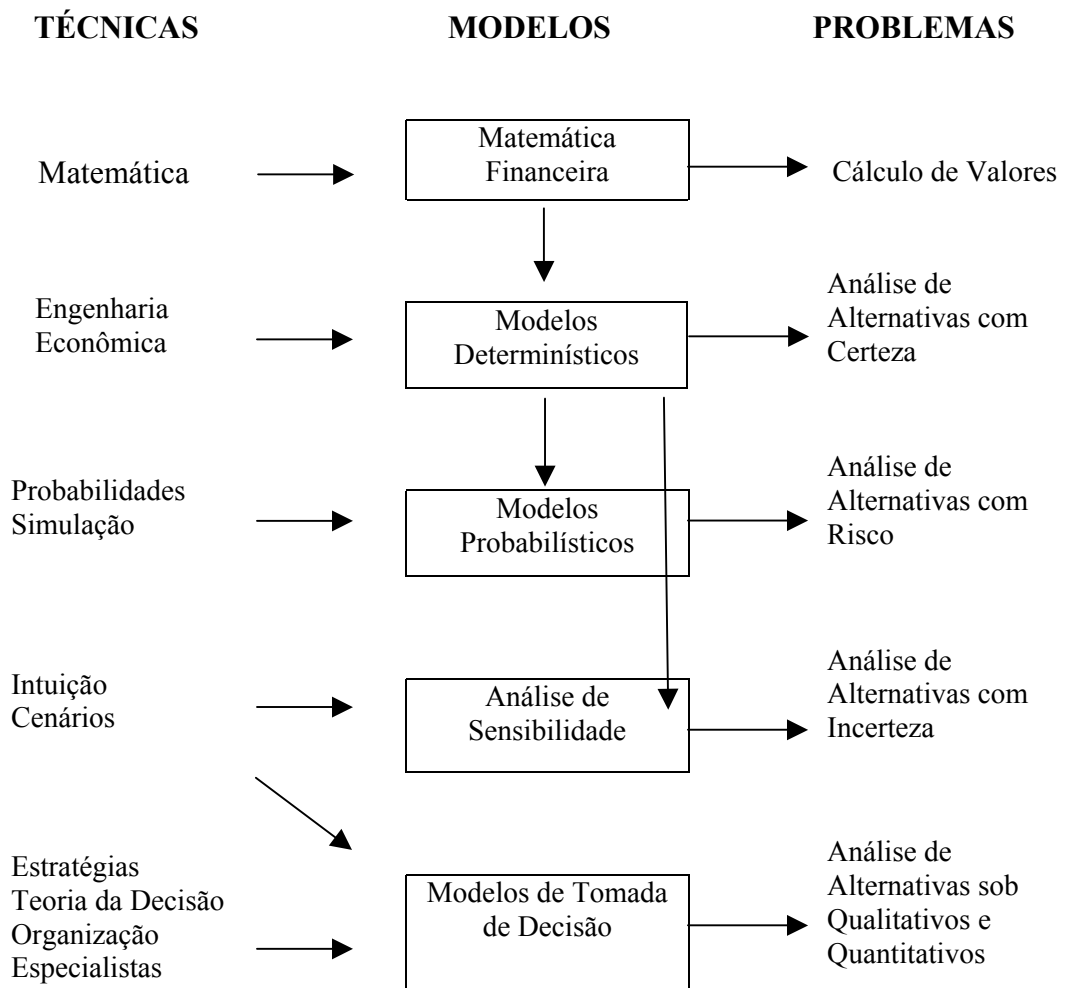 TÉCNICAS MODELOS PROBLEMAS
Matemática
Matemática
Financeira
Cálculo de Valores
Engenharia
Econômica
Modelos
Determinísticos
Análise de
Alternativas com
Certeza
Probabilidades
Simulação
Modelos
Probabilísticos
Análise de
Alternativas com
Risco
Intuição
Cenários
Análise de
Sensibilidade
Análise de
Alternativas com
Incerteza
Estratégias
Teoria da Decisão
Organização
Especialistas
Modelos de Tomada
de Decisão
Análise de
Alternativas sob
Qualitativos e
Quantitativos